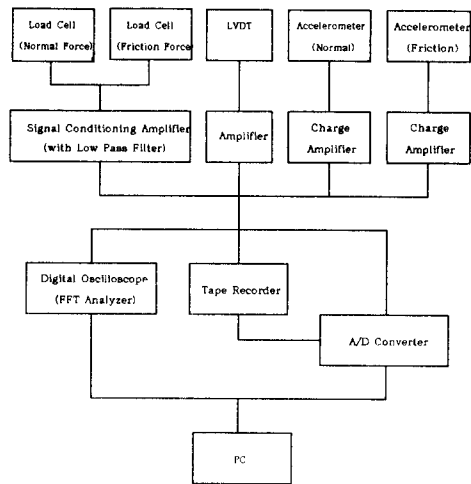 Load Cell
(Normal Force)
Load Cell
(Friction Force)
LVDT
Accelerometer
(Normal)
Accelerometer
(Friction)
Signal Conditioning Amplifier
(with Low Pass Filter)
Amplifier
Charge
Amplifier
Charge
Amplifier
Digital Oscilloscope
(FFT Analyzer)
Tape Recorder
A/D Converter
PC